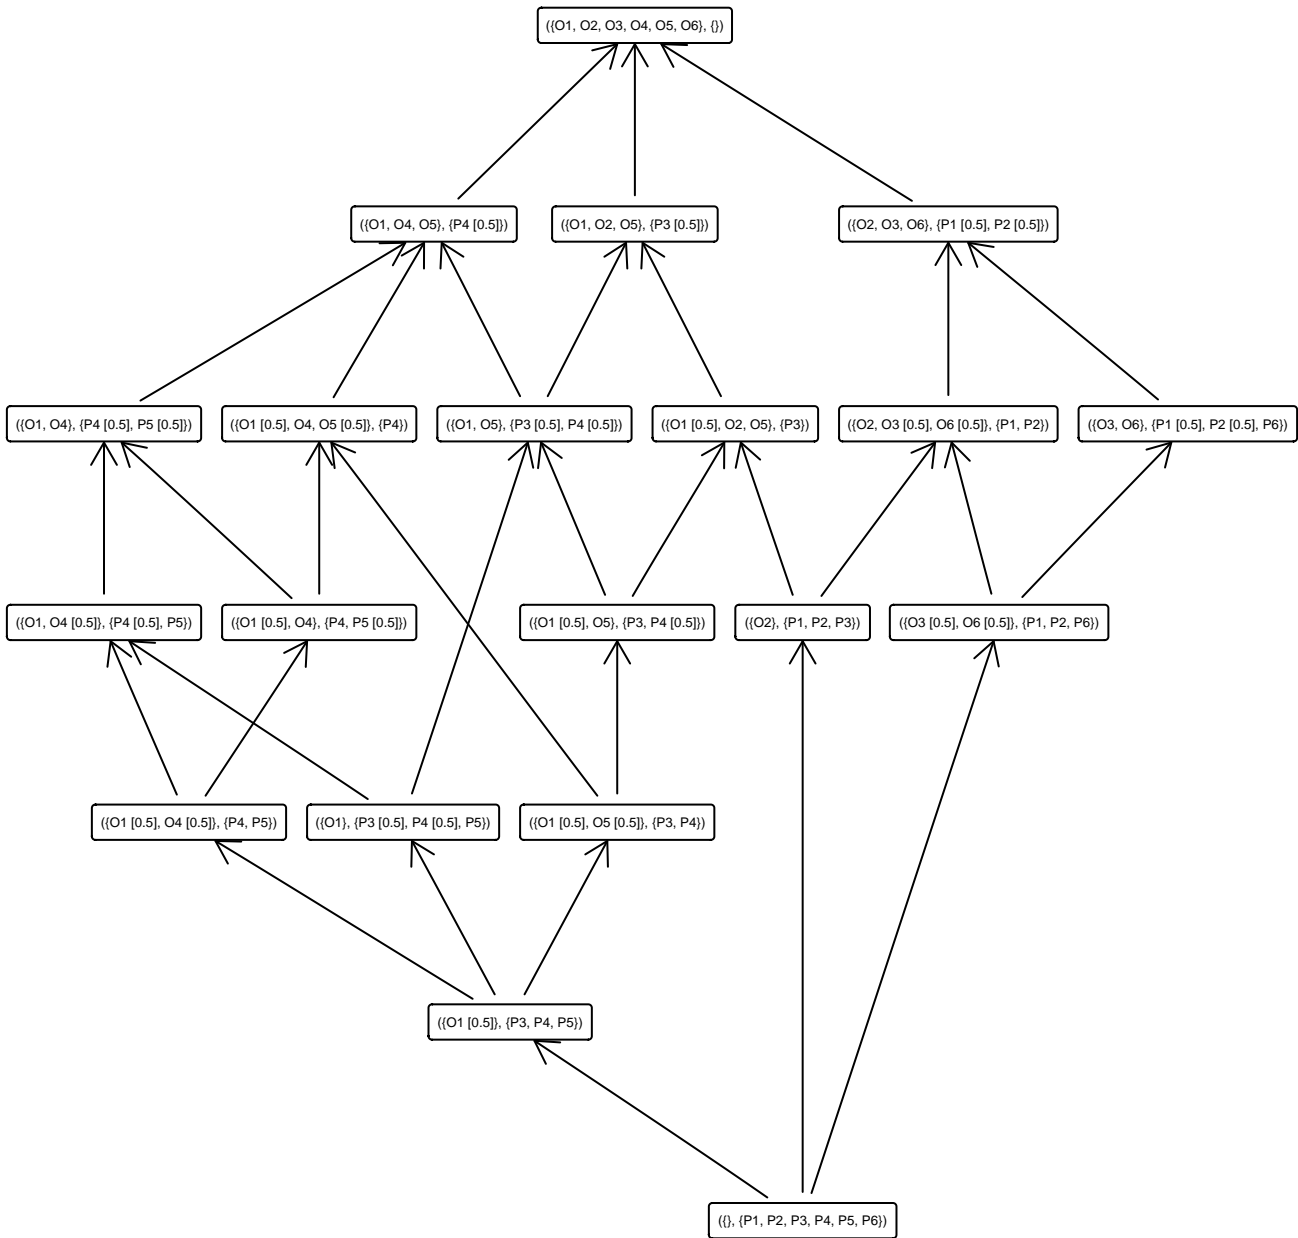 ({O1, O2, O3, O4, O5, O6}, {})
({O1, O4, O5}, {P4 [0.5]})
({O1, O2, O5}, {P3 [0.5]})
({O2, O3, O6}, {P1 [0.5], P2 [0.5]})
({O1, O4}, {P4 [0.5], P5 [0.5]})
({O1 [0.5], O4, O5 [0.5]}, {P4})
({O1, O5}, {P3 [0.5], P4 [0.5]})
({O1 [0.5], O2, O5}, {P3})
({O2, O3 [0.5], O6 [0.5]}, {P1, P2})
({O3, O6}, {P1 [0.5], P2 [0.5], P6})
({O1, O4 [0.5]}, {P4 [0.5], P5})
({O1 [0.5], O4}, {P4, P5 [0.5]})
({O1 [0.5], O5}, {P3, P4 [0.5]})
({O2}, {P1, P2, P3})
({O3 [0.5], O6 [0.5]}, {P1, P2, P6})
({O1 [0.5], O4 [0.5]}, {P4, P5})
({O1}, {P3 [0.5], P4 [0.5], P5})
({O1 [0.5], O5 [0.5]}, {P3, P4})
({O1 [0.5]}, {P3, P4, P5})
({}, {P1, P2, P3, P4, P5, P6})